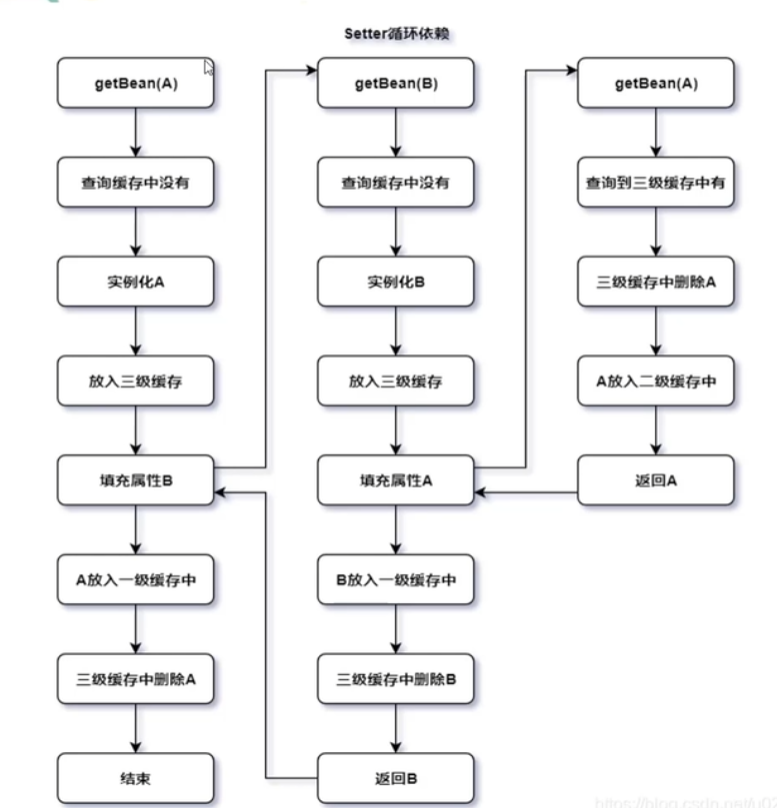 Setter循环依赖
getBean(A)
查询缓存中没有
实例化A
放入三级缓存
填充属性B
A放入一级缓存中
三级缓存中删除A
结束
getBean(B)
查询缓存中没有
实例化B
放入三级缓存
填充属性A
B放入一级缓存中
三级缓存中删除B
返回B
getBean(A)
查询到三级缓存中有
三级缓存中删除A
A放入二级缓存中
返回A